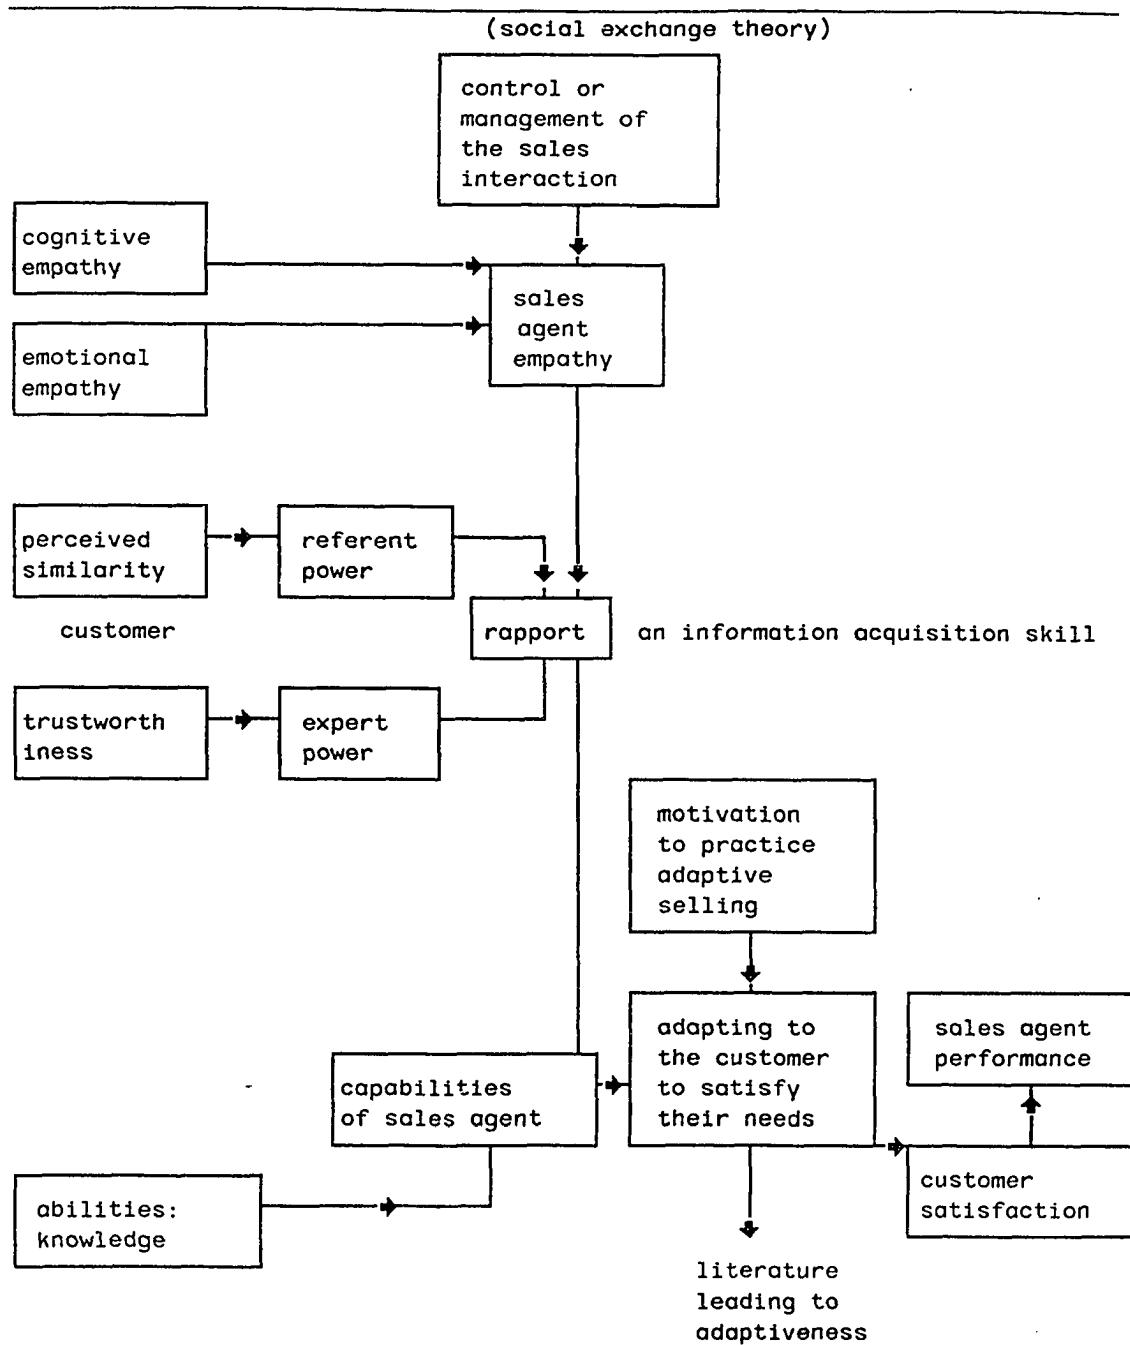 (social exchange theory)
control or
management of
the sales
interaction
cognitive
empathy
sales
agent
empathy
emotional
empathy
perceived
similarity
referent
power
customer
rapport
an information acquisition skill
trustworth
iness
expert
power
motivation
to practice
adaptive
selling
adapting to
the customer
to satisfy
their needs
sales agent
performance
capabilities
of sales agent
customer
satisfaction
abilities:
knowledge
literature
leading to
adaptiveness